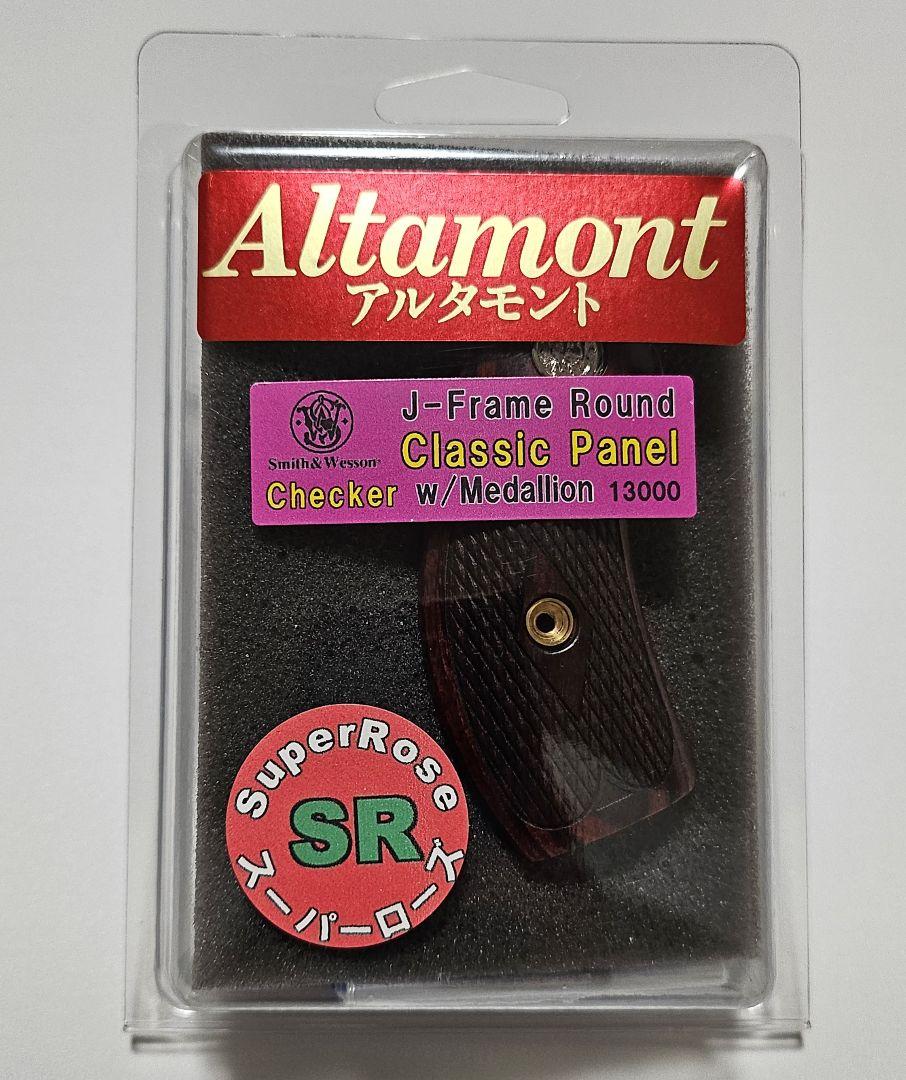 Altamont
アルタモント
J-Frame Round
Smith & Wesson
Classic Panel
Checker w/Medallion 13000
SuperRose
SR
スーパーローズ